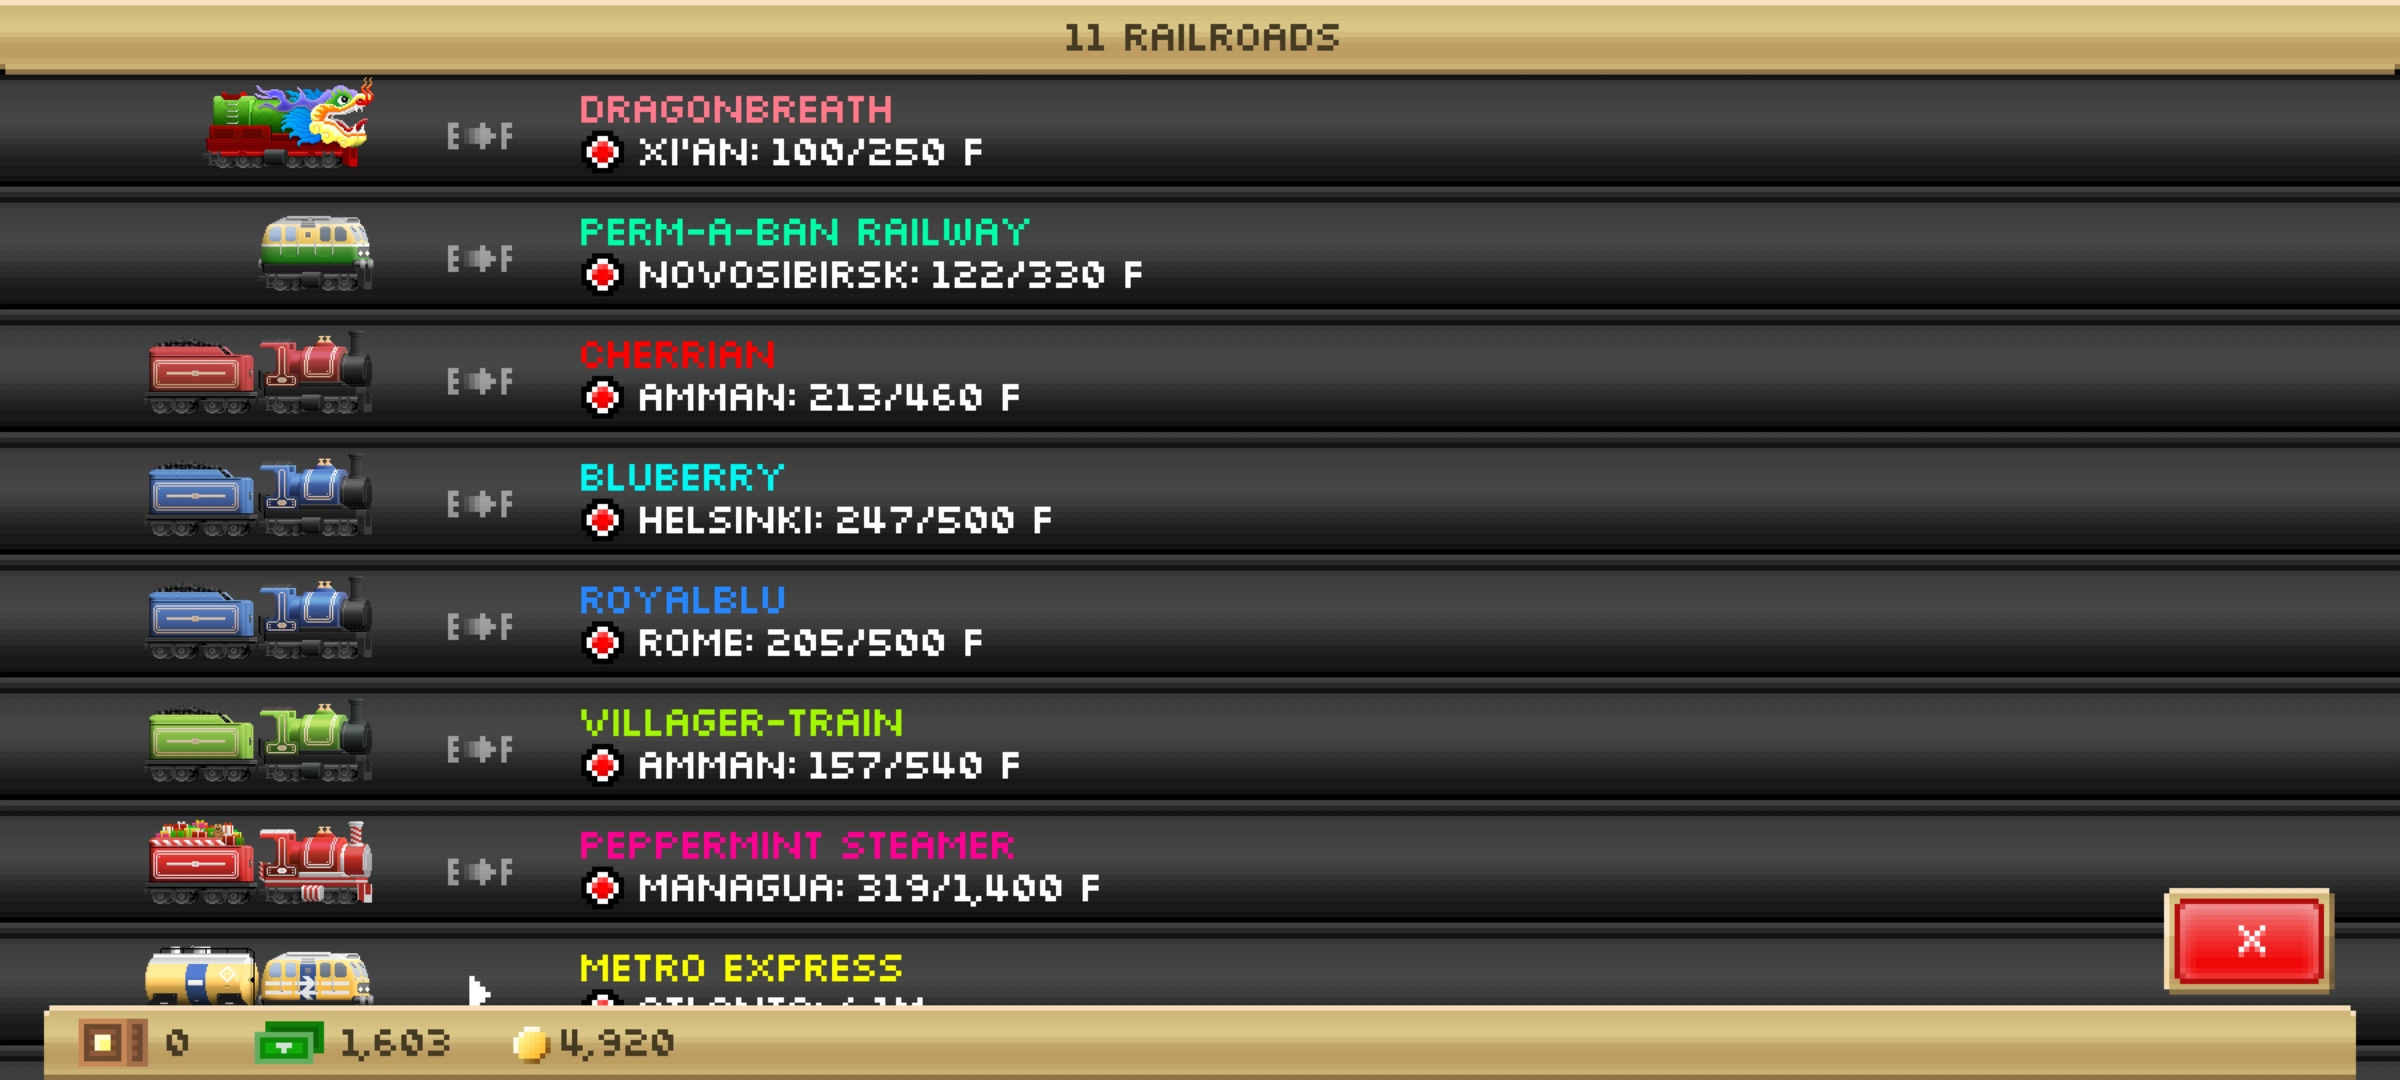 11 RAILROADS
E F
DRAGONBREATH
XI'AN: 100/250 F
E F
PERM-A-BAN RAILWAY
NOVOSIBIRSK: 122/330 F
E F
CHERRIAN
AMMAN: 213/460 F
E F
BLUBERRY
HELSINKI: 247/500 F
E F
ROYALBLU
ROME: 205/500 F
E F
VILLAGER-TRAIN
AMMAN: 157/540 F
E F
PEPPERMINT STEAMER
MANAGUA: 319/1,400 F
METRO EXPRESS
0 1,603 4,920
X